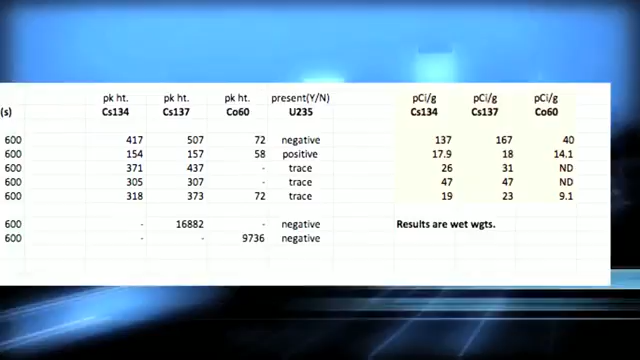 pk ht. pk ht. pk ht. present(Y/N) pCi/g pCi/g pCi/g
(s) Cs134 Cs137 Co60 U235 Cs134 Cs137 Co60
600 417 507 72 negative 137 167 40
600 154 157 58 positive 17.9 18 14.1
600 371 437 - trace 26 31 ND
600 305 307 - trace 47 47 ND
600 318 373 72 trace 19 23 9.1
600 - 16882 - negative Results are wet wgts.
600 - - 9736 negative